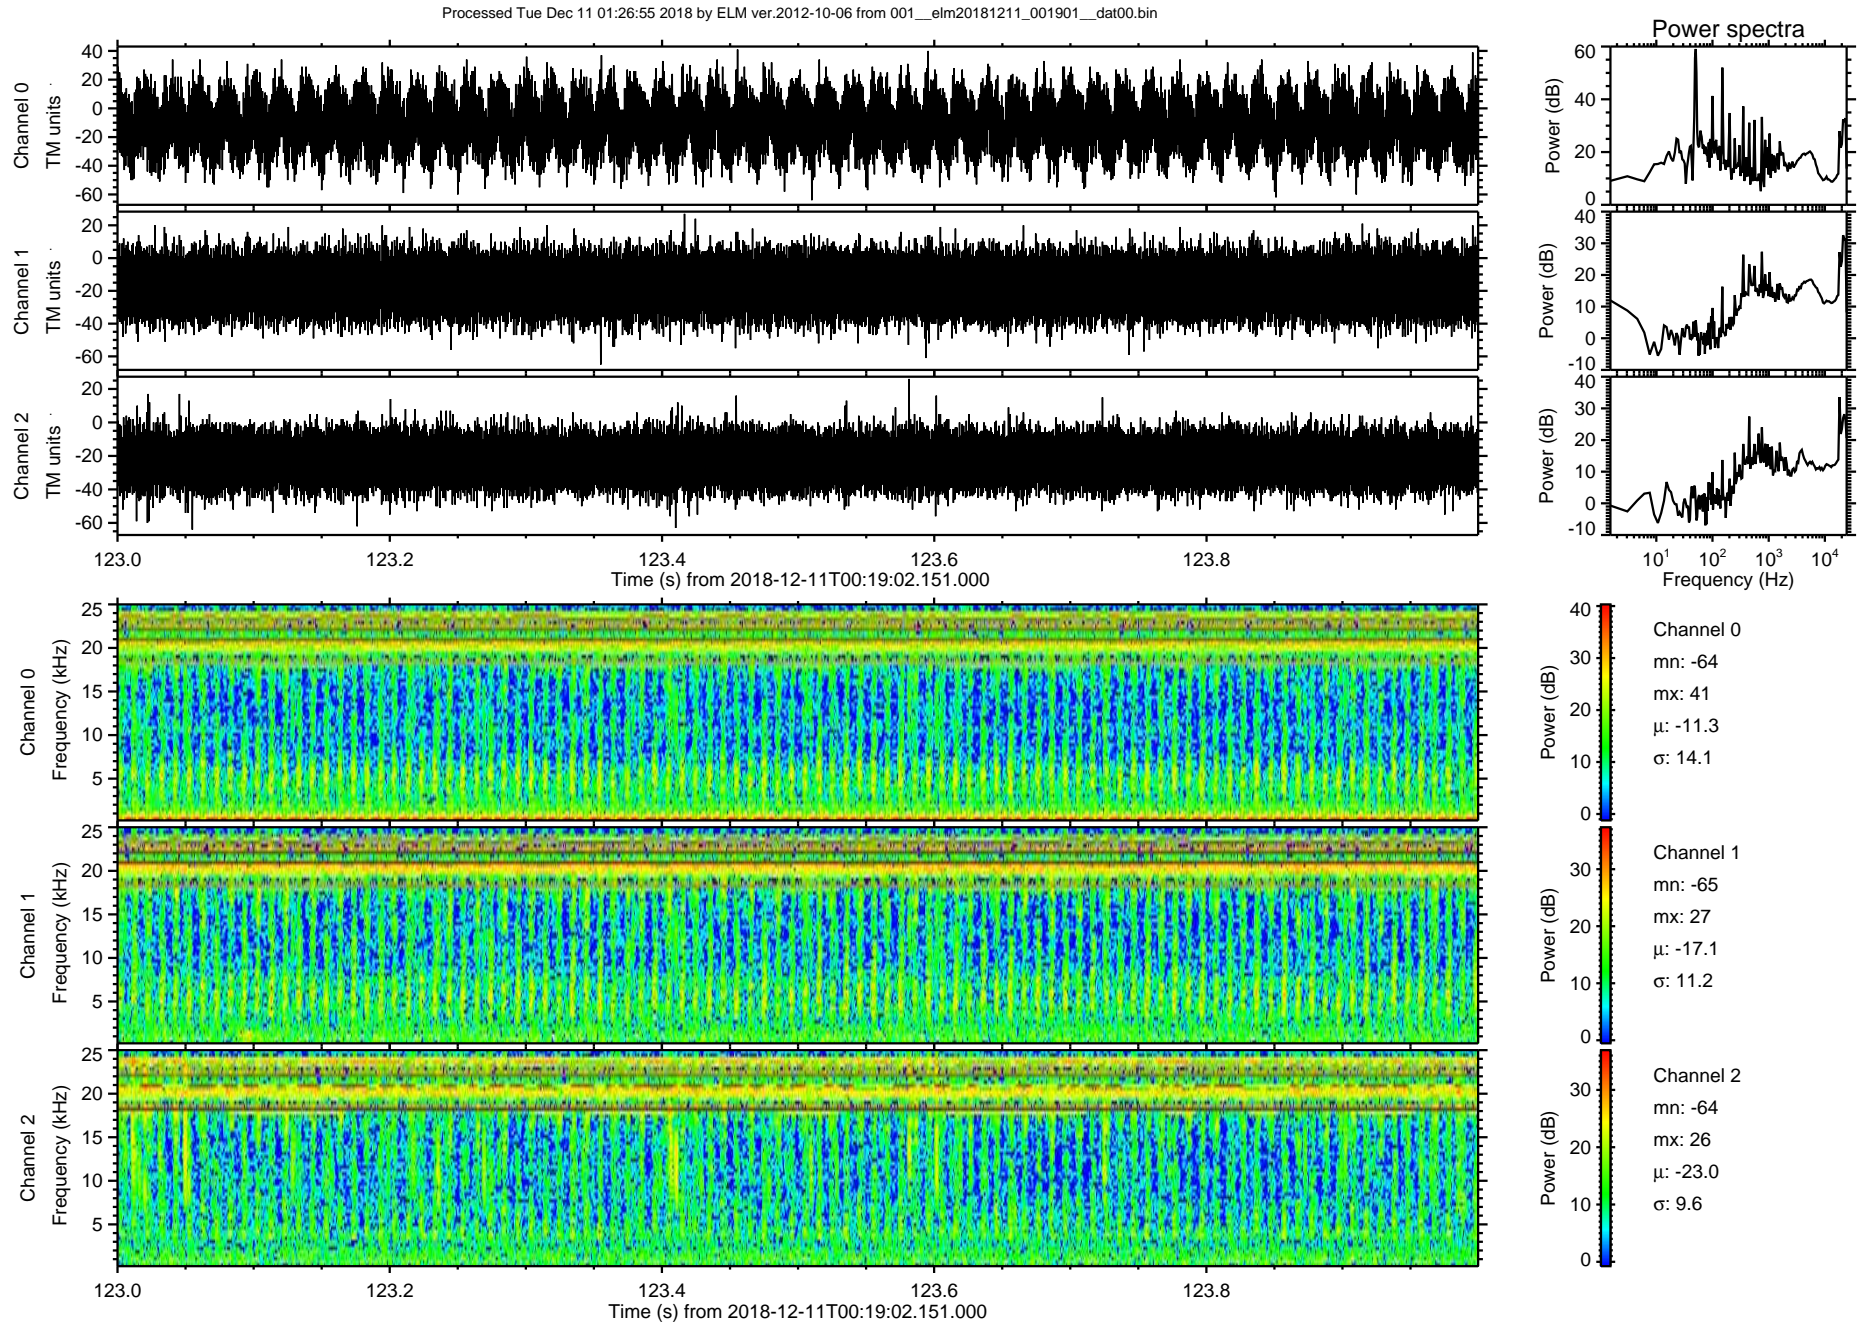 Processed Tue Dec 11 01:26:55 2018 by ELM ver.2012-10-06 from 001__elm20181211_001901__dat00.bin
Power spectra
Channel 0
TM units
40
20
0
-20
-40
-60
Power (dB)
60
40
20
0
Channel 1
TM units
20
0
-20
-40
-60
Power (dB)
40
30
20
10
0
-10
Channel 2
TM units
20
0
-20
-40
-60
Power (dB)
40
30
20
10
0
-10
123.0 123.2 123.4 123.6 123.8
Time (s) from 2018-12-11T00:19:02.151.000
10¹ 10² 10³ 10⁴
Frequency (Hz)
Channel 0
Frequency (kHz)
25
20
15
10
5
Power (dB)
40
30
20
10
0
Channel 0
mn: -64
mx: 41
μ: -11.3
σ: 14.1
Channel 1
Frequency (kHz)
25
20
15
10
5
Power (dB)
30
20
10
0
Channel 1
mn: -65
mx: 27
μ: -17.1
σ: 11.2
Channel 2
Frequency (kHz)
25
20
15
10
5
Power (dB)
30
20
10
0
Channel 2
mn: -64
mx: 26
μ: -23.0
σ: 9.6
123.0 123.2 123.4 123.6 123.8
Time (s) from 2018-12-11T00:19:02.151.000